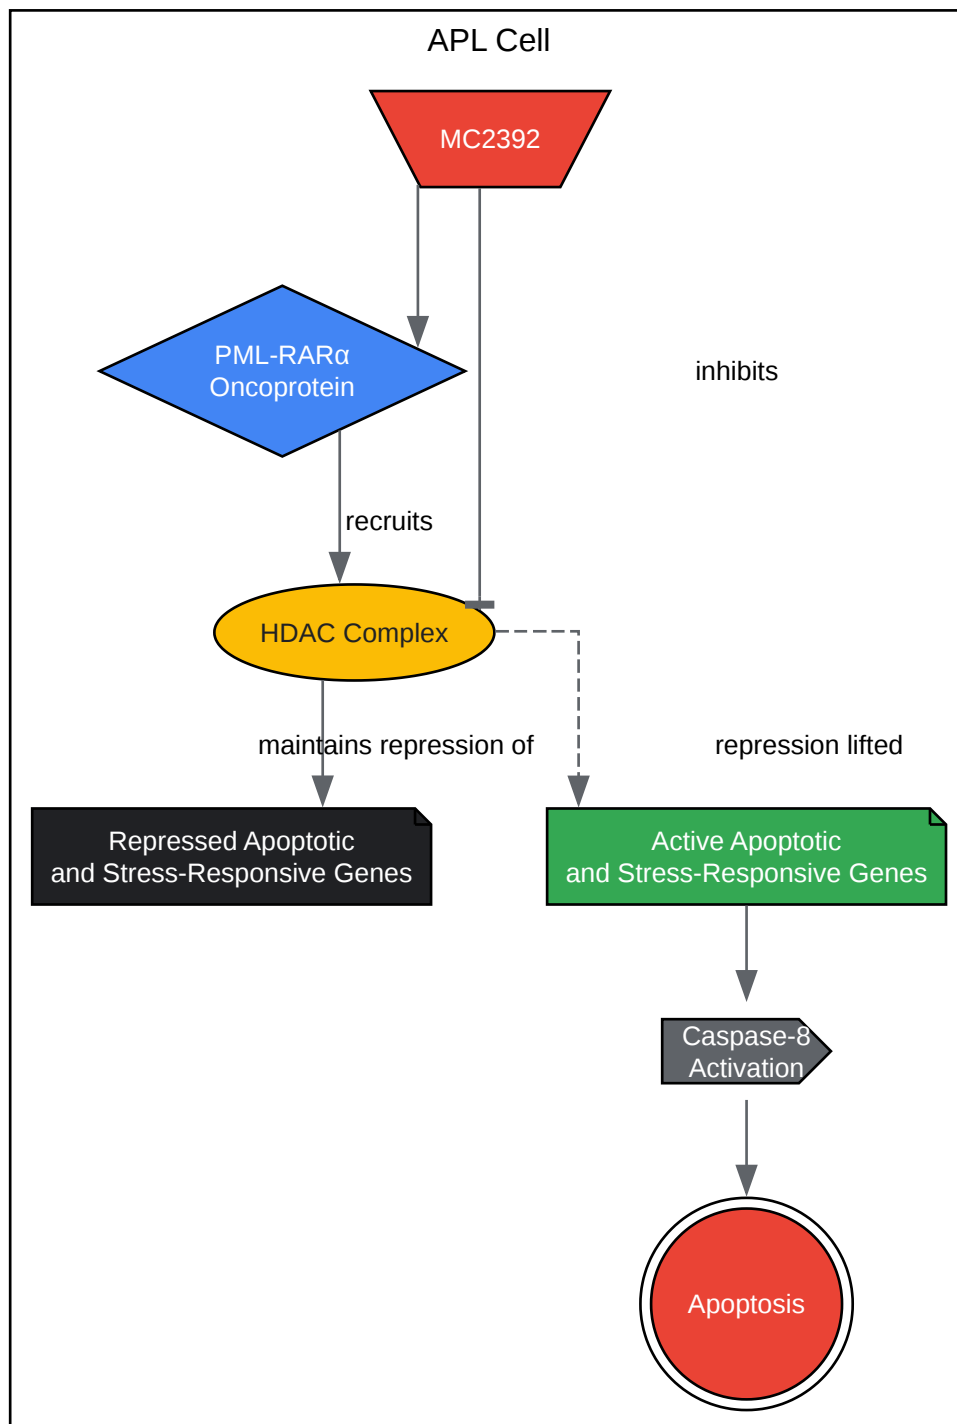 APL Cell
MC2392
PML-RARα
Oncoprotein
inhibits
recruits
HDAC Complex
maintains repression of
repression lifted
Repressed Apoptotic
and Stress-Responsive Genes
Active Apoptotic
and Stress-Responsive Genes
Caspase-8
Activation
Apoptosis